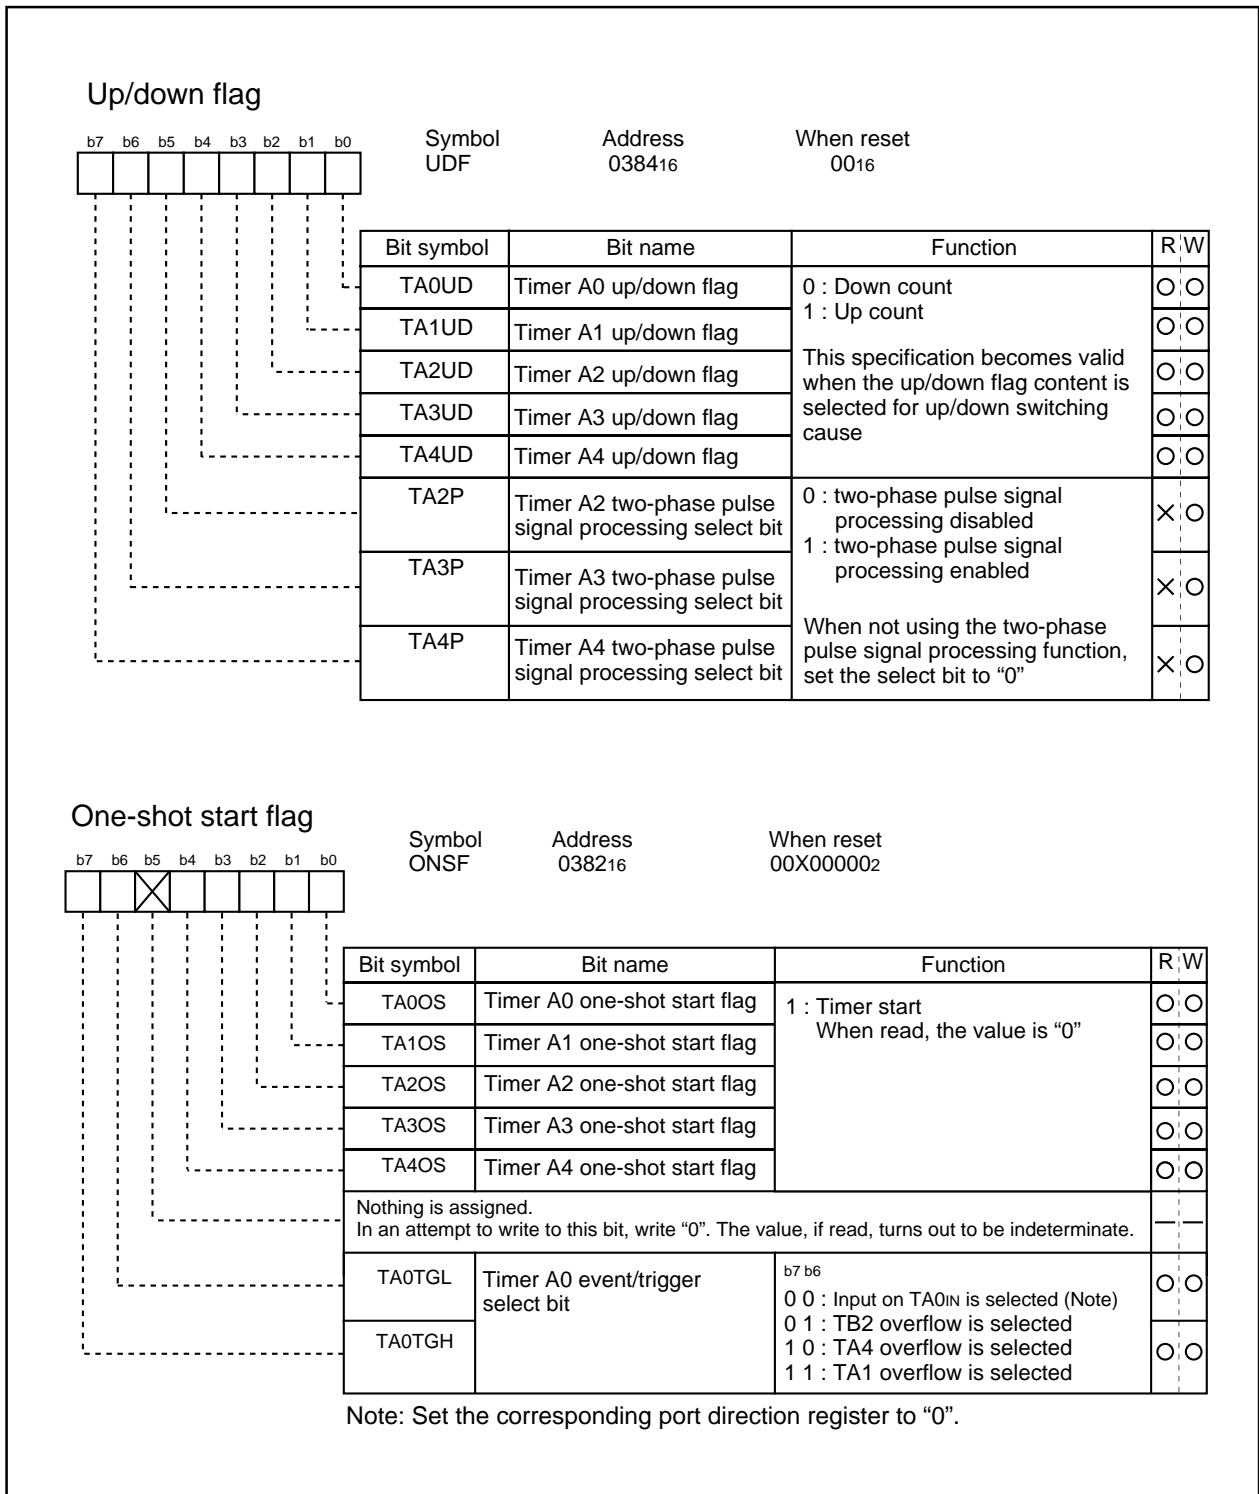 Up/down flag
b7 b6 b5 b4 b3 b2 b1 b0
Symbol Address When reset
UDF 038416 0016
Bit symbol Bit name Function R W
TA0UD Timer A0 up/down flag
TA1UD Timer A1 up/down flag
TA2UD Timer A2 up/down flag
TA3UD Timer A3 up/down flag
TA4UD Timer A4 up/down flag
0 : Down count
1 : Up count
This specification becomes valid
when the up/down flag content is
selected for up/down switching
cause
TA2P Timer A2 two-phase pulse
signal processing select bit
TA3P Timer A3 two-phase pulse
signal processing select bit
TA4P Timer A4 two-phase pulse
signal processing select bit
0 : two-phase pulse signal
processing disabled
1 : two-phase pulse signal
processing enabled
When not using the two-phase
pulse signal processing function,
set the select bit to “0”
One-shot start flag
b7 b6 b5 b4 b3 b2 b1 b0
Symbol Address When reset
ONSF 038216 00X000002
Bit symbol Bit name Function R W
TA0OS Timer A0 one-shot start flag
TA1OS Timer A1 one-shot start flag
TA2OS Timer A2 one-shot start flag
TA3OS Timer A3 one-shot start flag
TA4OS Timer A4 one-shot start flag
1 : Timer start
When read, the value is “0”
Nothing is assigned.
In an attempt to write to this bit, write “0”. The value, if read, turns out to be indeterminate.
TA0TGL
TA0TGH
Timer A0 event/trigger
select bit
b7 b6
0 0 : Input on TA0IN is selected (Note)
0 1 : TB2 overflow is selected
1 0 : TA4 overflow is selected
1 1 : TA1 overflow is selected
Note: Set the corresponding port direction register to “0”.